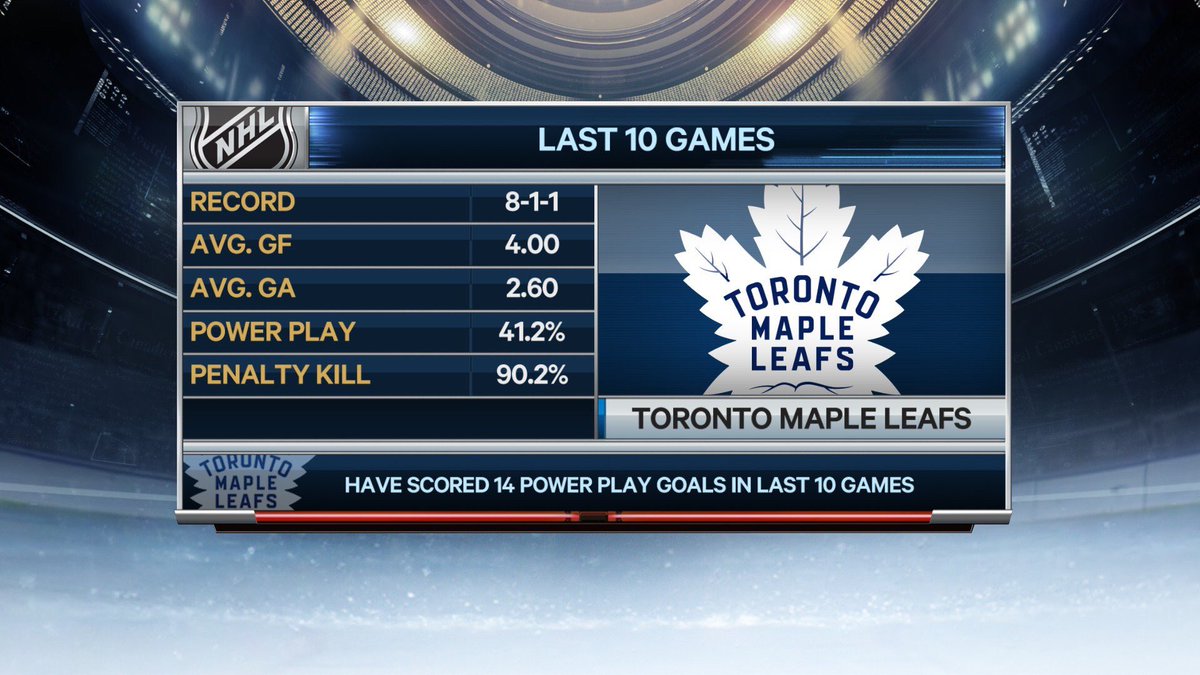 NHL
LAST 10 GAMES
RECORD 8-1-1
AVG. GF 4.00
AVG. GA 2.60
POWER PLAY 41.2%
PENALTY KILL 90.2%
TORONTO
MAPLE
LEAFS
TORONTO MAPLE LEAFS
TORONTO
MAPLE
LEAFS
HAVE SCORED 14 POWER PLAY GOALS IN LAST 10 GAMES